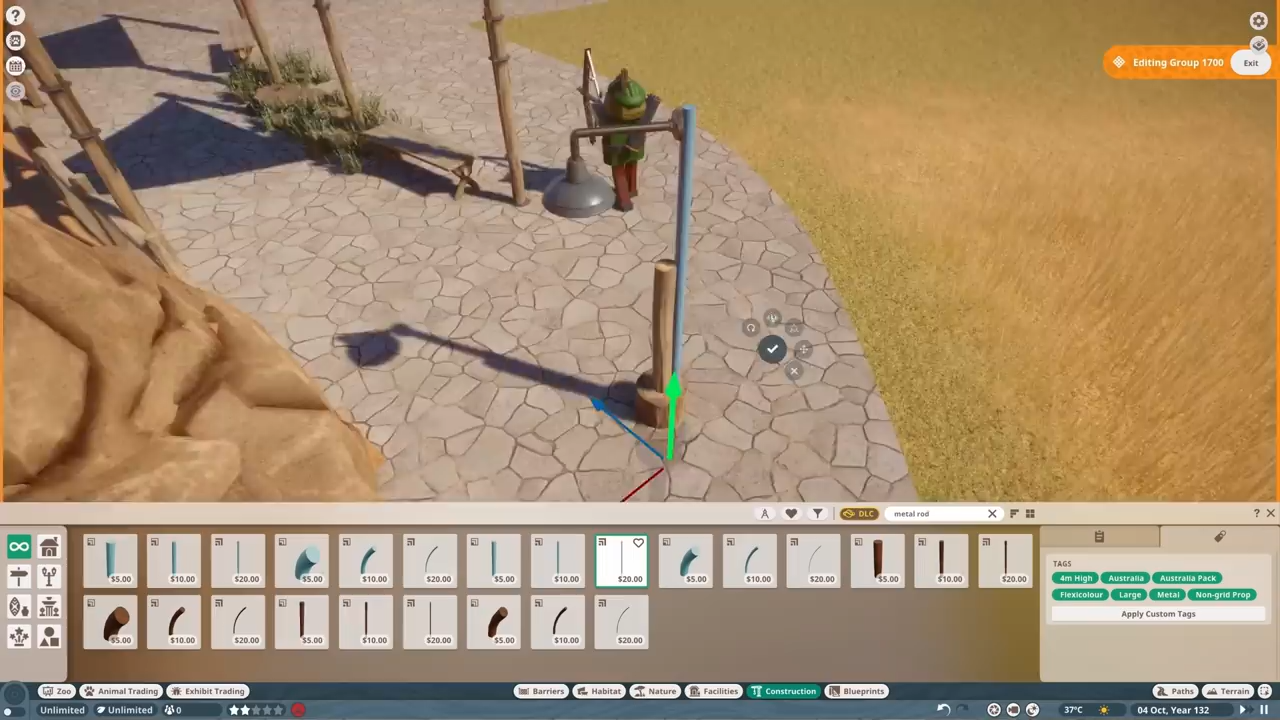 ?
Editing Group 1700
Exit
DLC
metal rod
?
$5.00 $10.00 $20.00 $5.00 $10.00 $20.00 $5.00 $10.00 $20.00 $5.00 $10.00 $20.00 $5.00 $10.00 $20.00
$5.00 $10.00 $20.00 $5.00 $10.00 $20.00 $5.00 $10.00 $20.00
TAGS
4m High Australia Australia Pack
Flexicolour Large Metal Non-grid Prop
Apply Custom Tags
Zoo Animal Trading Exhibit Trading Barriers Habitat Nature Facilities Construction Blueprints Paths Terrain
Unlimited Unlimited 0 37°C 04 Oct, Year 132